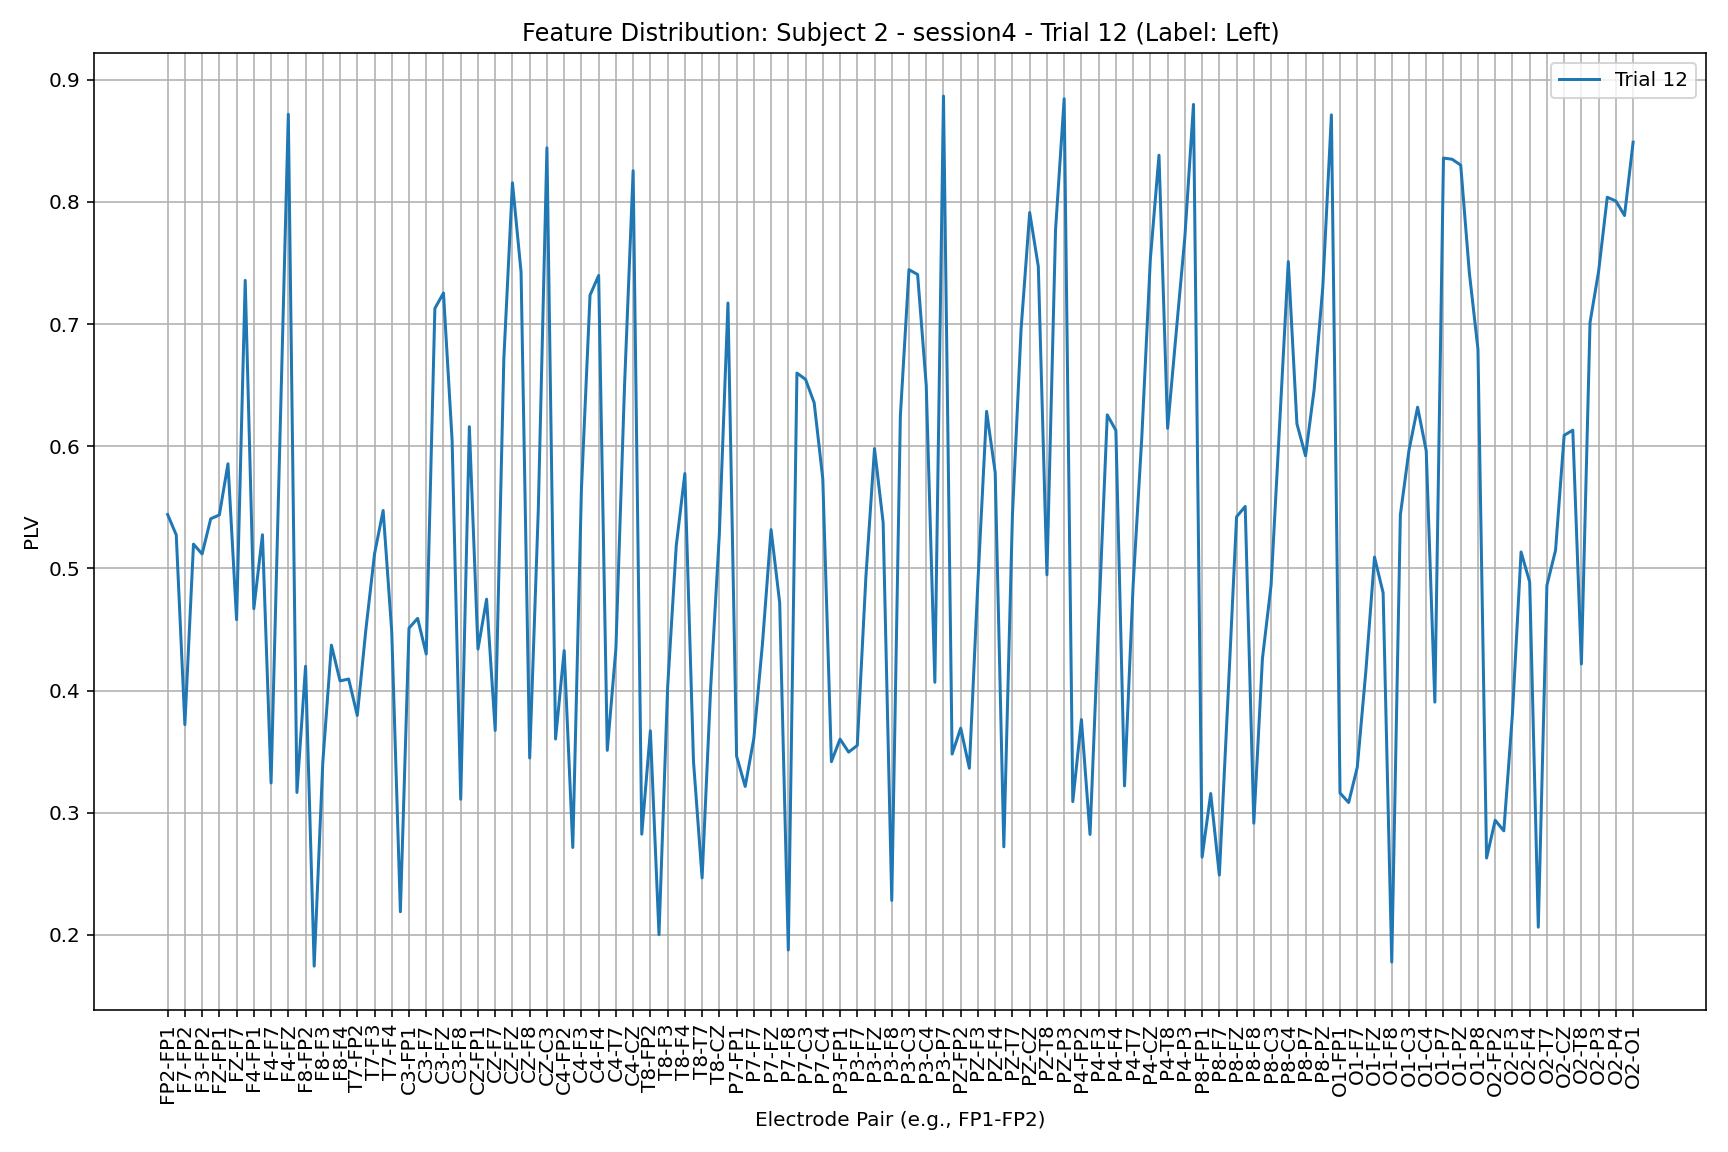 Feature Distribution: Subject 2 - session4 - Trial 12 (Label: Left)
Trial 12
PLV
0.9
0.8
0.7
0.6
0.5
0.4
0.3
0.2
FP2-FP1
F7-FP2
F3-FP2
FZ-FP1
FZ-F7
F4-FP1
F4-F7
F4-FZ
F8-FP2
F8-F3
F8-F4
T7-FP2
T7-F3
T7-F4
C3-FP1
C3-F7
C3-FZ
C3-F8
CZ-FP1
CZ-F7
CZ-FZ
CZ-F8
CZ-C3
C4-FP2
C4-F3
C4-F4
C4-T7
C4-CZ
T8-FP2
T8-F3
T8-F4
T8-T7
T8-CZ
P7-FP1
P7-F7
P7-FZ
P7-F8
P7-C3
P7-C4
P3-FP1
P3-F7
P3-FZ
P3-F8
P3-C3
P3-C4
P3-P7
PZ-FP2
PZ-F3
PZ-F4
PZ-T7
PZ-CZ
PZ-T8
PZ-P3
P4-FP2
P4-F3
P4-F4
P4-T7
P4-CZ
P4-T8
P4-P3
P8-FP1
P8-F7
P8-FZ
P8-F8
P8-C3
P8-C4
P8-P7
P8-PZ
O1-FP1
O1-F7
O1-FZ
O1-F8
O1-C3
O1-C4
O1-P7
O1-PZ
O1-P8
O2-FP2
O2-F3
O2-F4
O2-T7
O2-CZ
O2-T8
O2-P3
O2-P4
O2-O1
Electrode Pair (e.g., FP1-FP2)